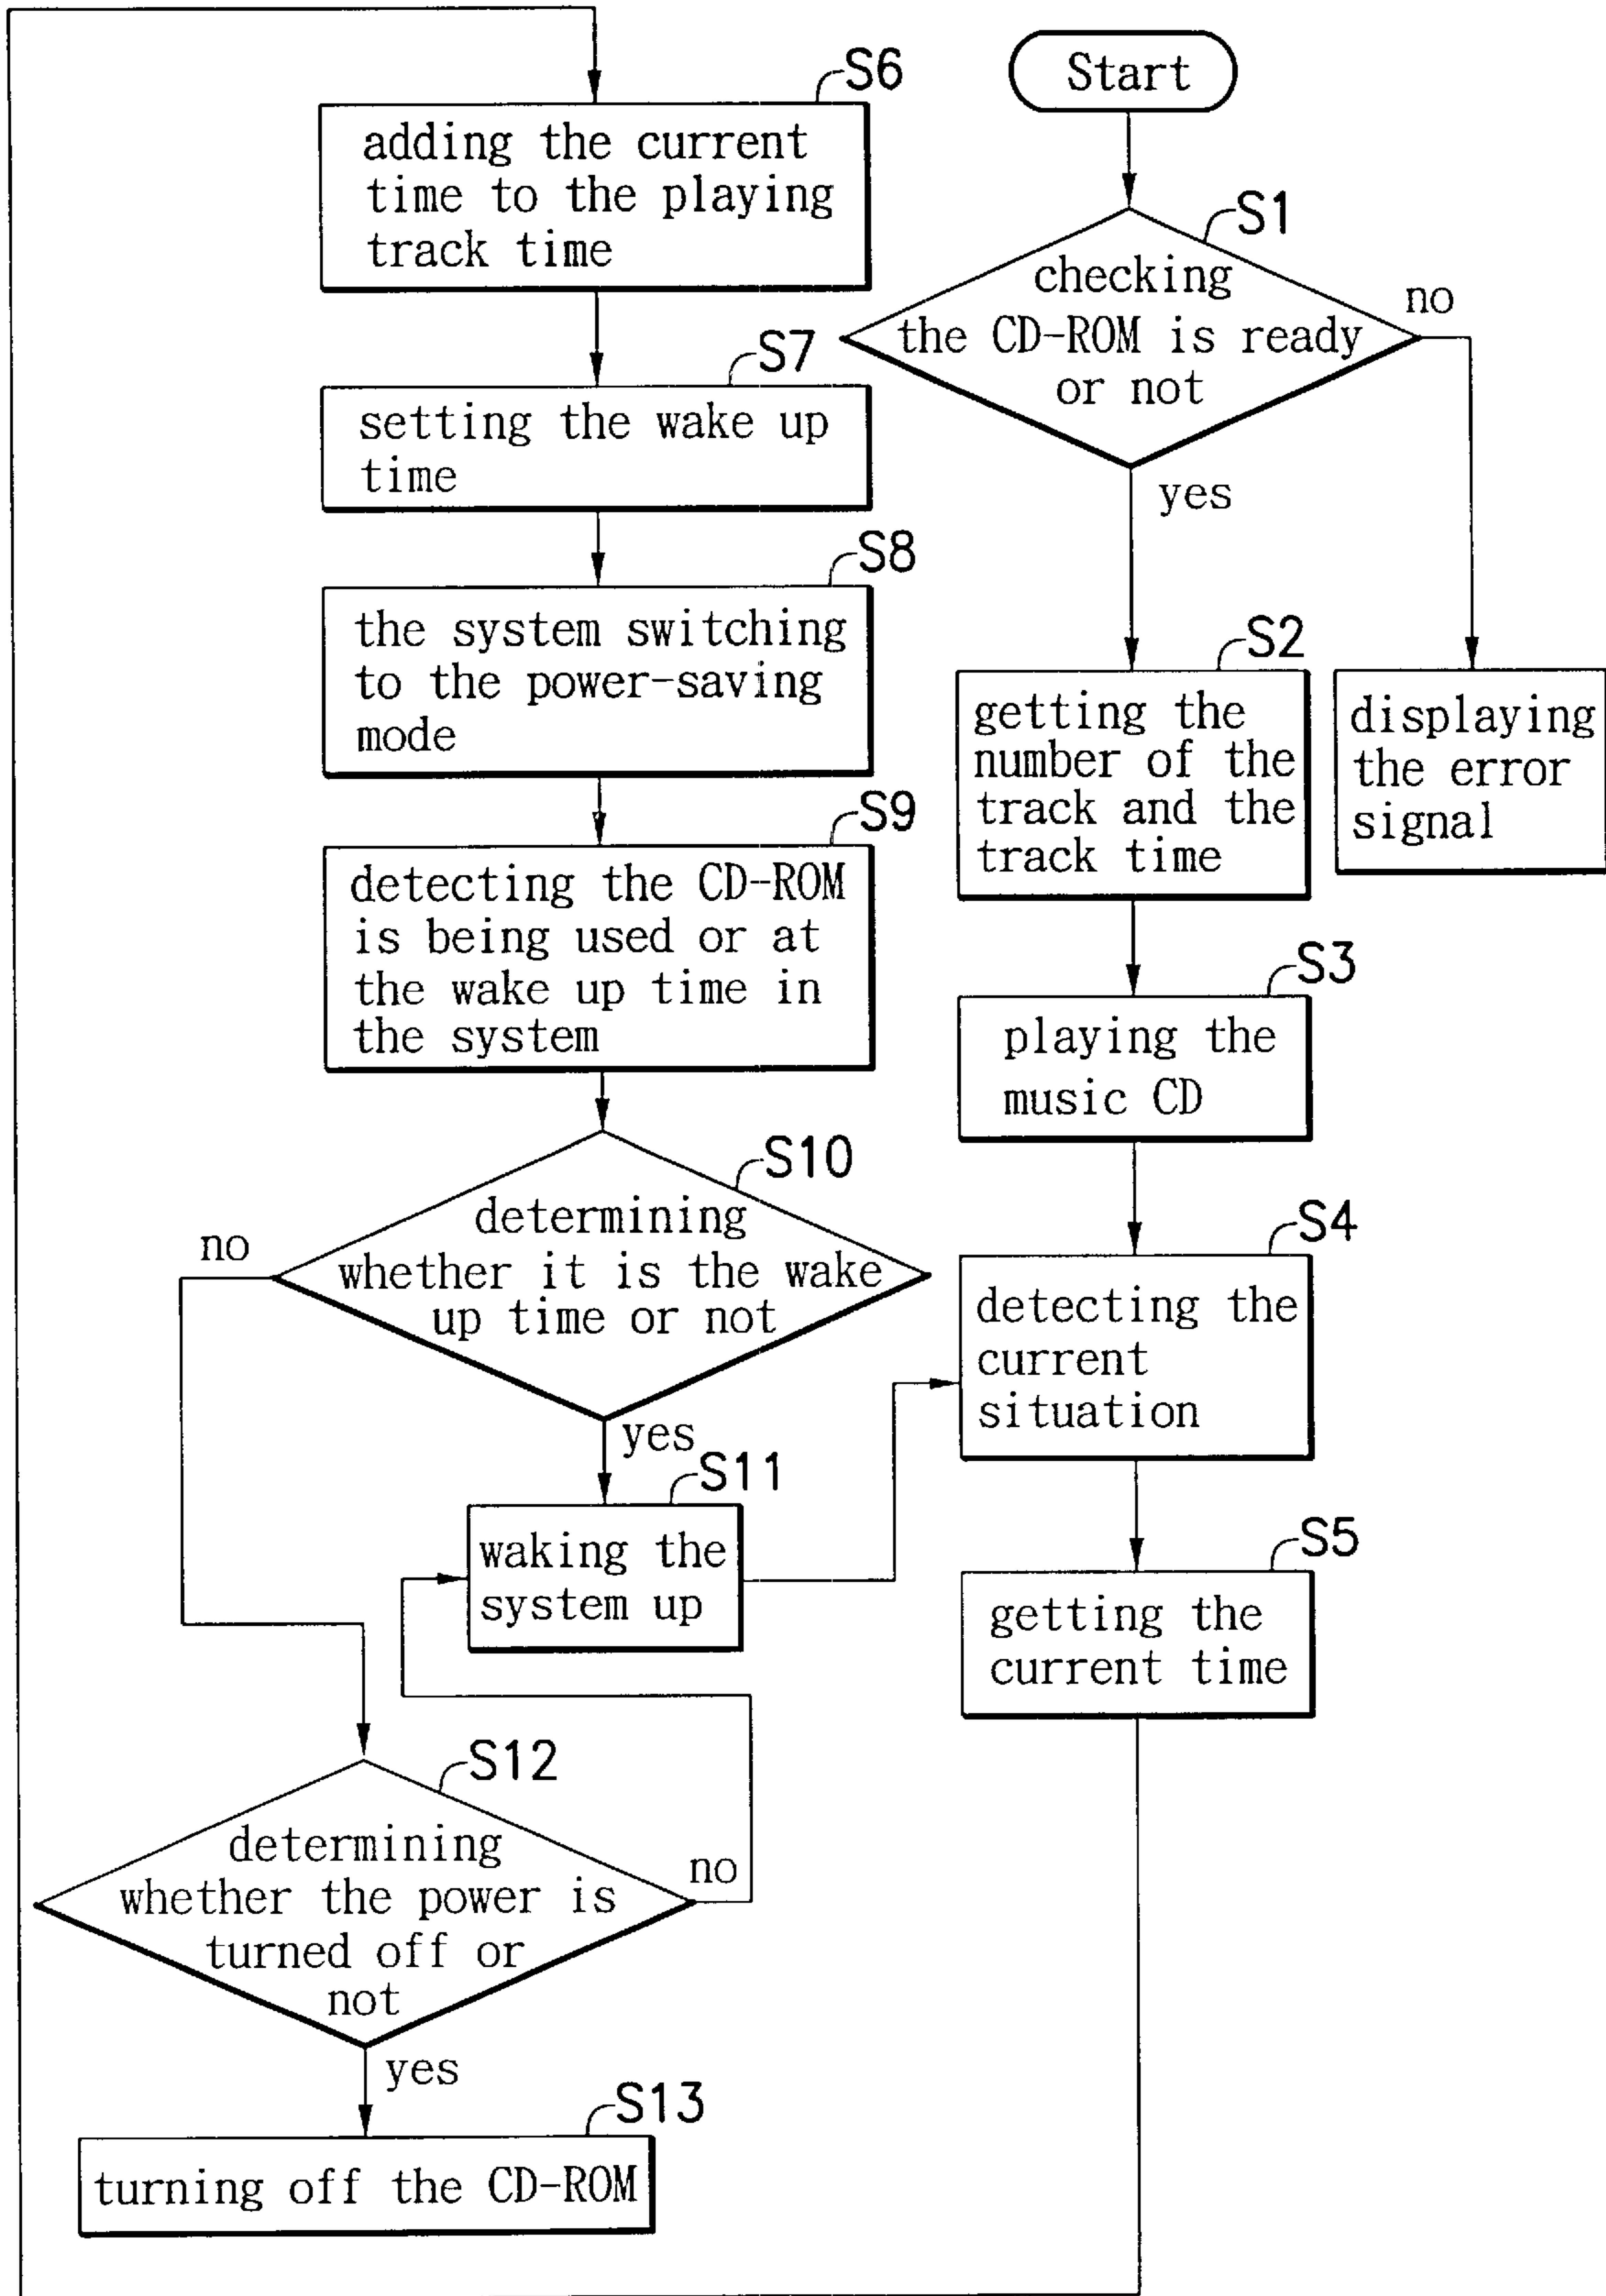 Start
S1
checking
the CD-ROM is ready
or not
no
yes
S2
getting the
number of the
track and the
track time
displaying
the error
signal
S3
playing the
music CD
S4
detecting the
current
situation
S5
getting the
current time
S6
adding the current
time to the playing
track time
S7
setting the wake up
time
S8
the system switching
to the power-saving
mode
S9
detecting the CD-ROM
is being used or at
the wake up time in
the system
S10
determining
whether it is the wake
up time or not
no
yes
S11
waking the
system up
S12
determining
whether the power is
turned off or
not
no
yes
S13
turning off the CD-ROM